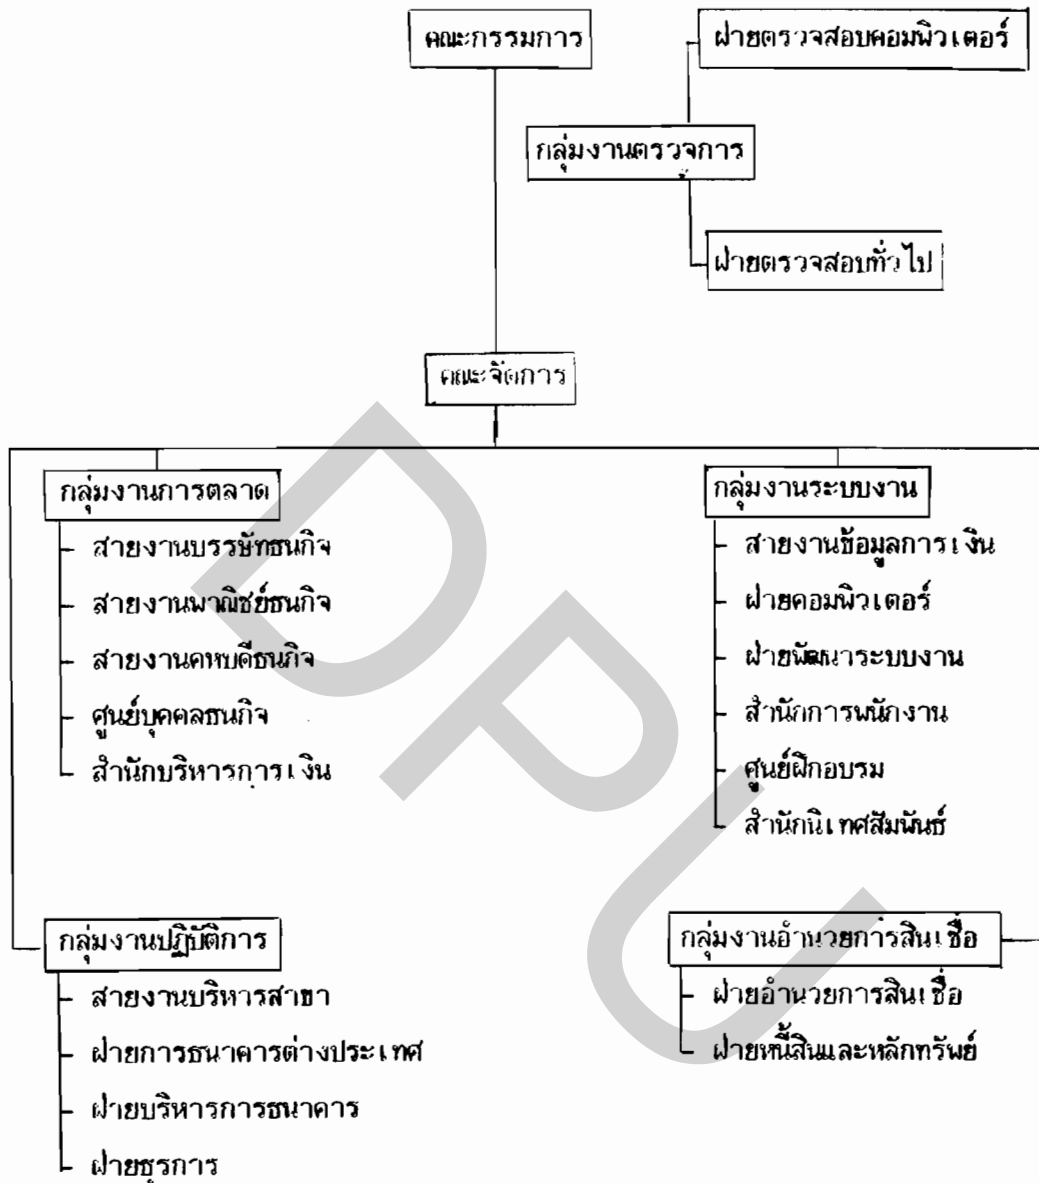 คณะกรรมการ
ฝ่ายตรวจสอบคอมพิวเตอร์
กลุ่มงานตรวจการ
ฝ่ายตรวจสอบทั่วไป
คณะจัดการ
กลุ่มงานการตลาด
- สายงานบรรษัทธนกิจ
- สายงานพาณิชย์ธนกิจ
- สายงานคหบดีธนกิจ
- ศูนย์บุคคลธนกิจ
- สำนักบริหารการเงิน
กลุ่มงานระบบงาน
- สายงานข้อมูลการเงิน
- ฝ่ายคอมพิวเตอร์
- ฝ่ายพัฒนาระบบงาน
- สำนักการพนักงาน
- ศูนย์ฝึกอบรม
- สำนักนิเทศสัมพันธ์
กลุ่มงานปฏิบัติการ
- สายงานบริหารสาขา
- ฝ่ายการธนาคารต่างประเทศ
- ฝ่ายบริหารการธนาคาร
- ฝ่ายธุรการ
กลุ่มงานอำนวยการสินเชื่อ
- ฝ่ายอำนวยการสินเชื่อ
- ฝ่ายหนี้สินและหลักทรัพย์
DPU